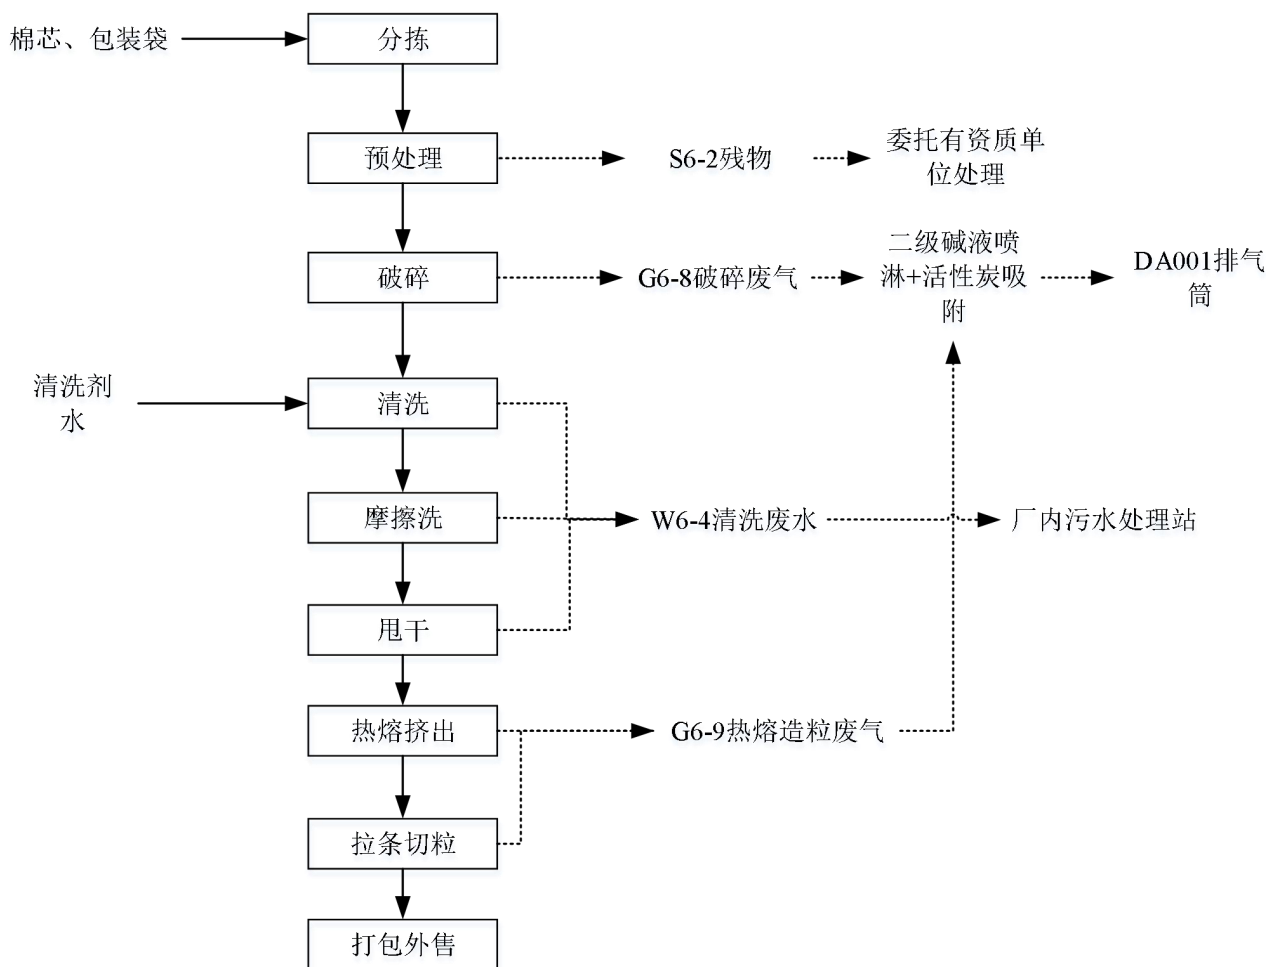 棉芯、包装袋
分拣
预处理
S6-2残物
委托有资质单
位处理
破碎
G6-8破碎废气
二级碱液喷
淋+活性炭吸
附
DA001排气
筒
清洗剂
水
清洗
摩擦洗
W6-4清洗废水
厂内污水处理站
甩干
热熔挤出
G6-9热熔造粒废气
拉条切粒
打包外售